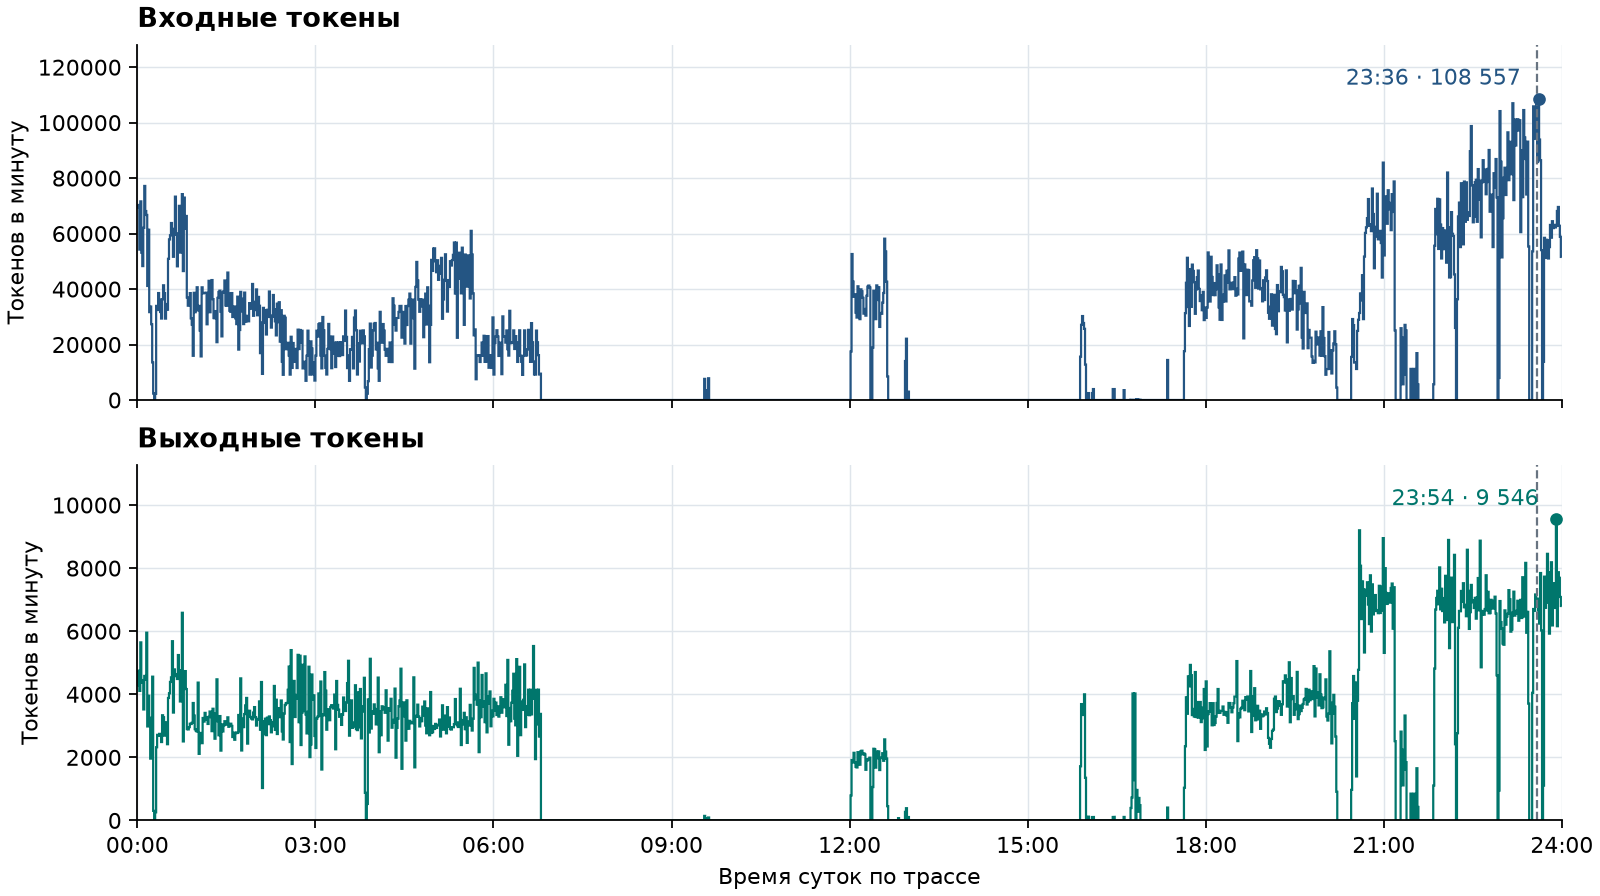 Входные токены
Токенов в минуту
120000
100000
80000
60000
40000
20000
0
23:36 · 108 557
Выходные токены
Токенов в минуту
10000
8000
6000
4000
2000
0
23:54 · 9 546
00:00 03:00 06:00 09:00 12:00 15:00 18:00 21:00 24:00
Время суток по трассе